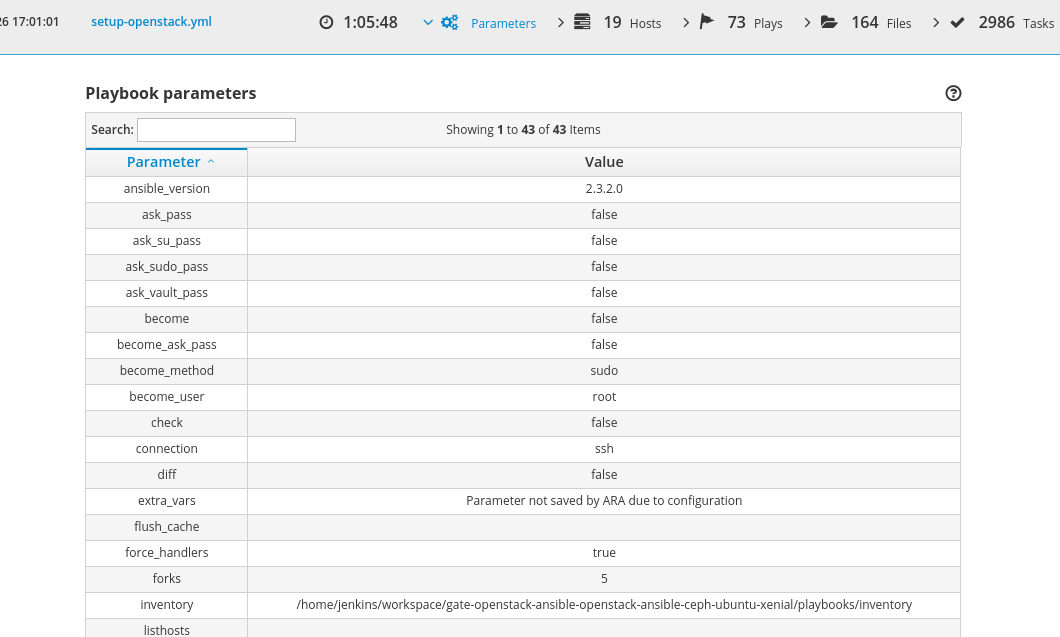 26 17:01:01 setup-openstack.yml 1:05:48 Parameters 19 Hosts 73 Plays 164 Files 2986 Tasks
Playbook parameters
Search: Showing 1 to 43 of 43 Items
Parameter Value
ansible_version 2.3.2.0
ask_pass false
ask_su_pass false
ask_sudo_pass false
ask_vault_pass false
become false
become_ask_pass false
become_method sudo
become_user root
check false
connection ssh
diff false
extra_vars Parameter not saved by ARA due to configuration
flush_cache
force_handlers true
forks 5
inventory /home/jenkins/workspace/gate-openstack-ansible-openstack-ansible-ceph-ubuntu-xenial/playbooks/inventory
listhosts